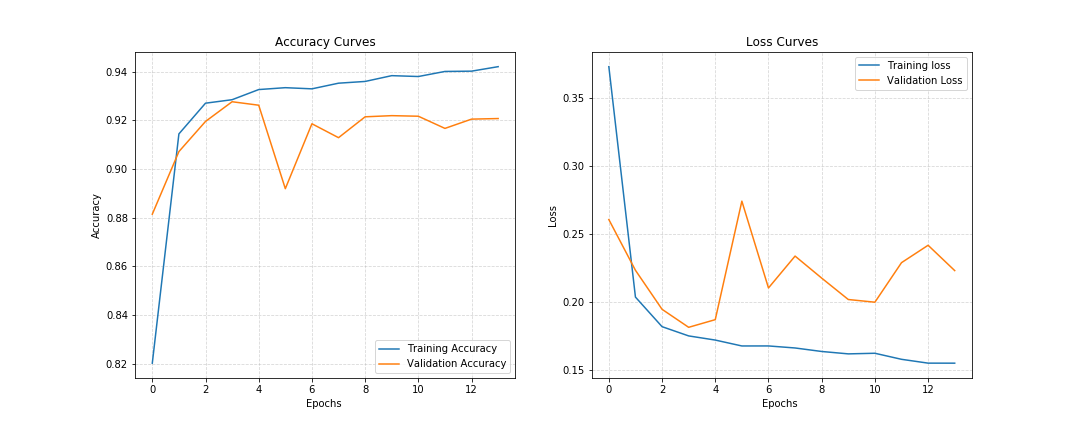 Accuracy Curves
Accuracy
0.94
0.92
0.90
0.88
0.86
0.84
0.82
0 2 4 6 8 10 12
Epochs
Training Accuracy
Validation Accuracy
Loss Curves
Loss
0.35
0.30
0.25
0.20
0.15
0 2 4 6 8 10 12
Epochs
Training loss
Validation Loss